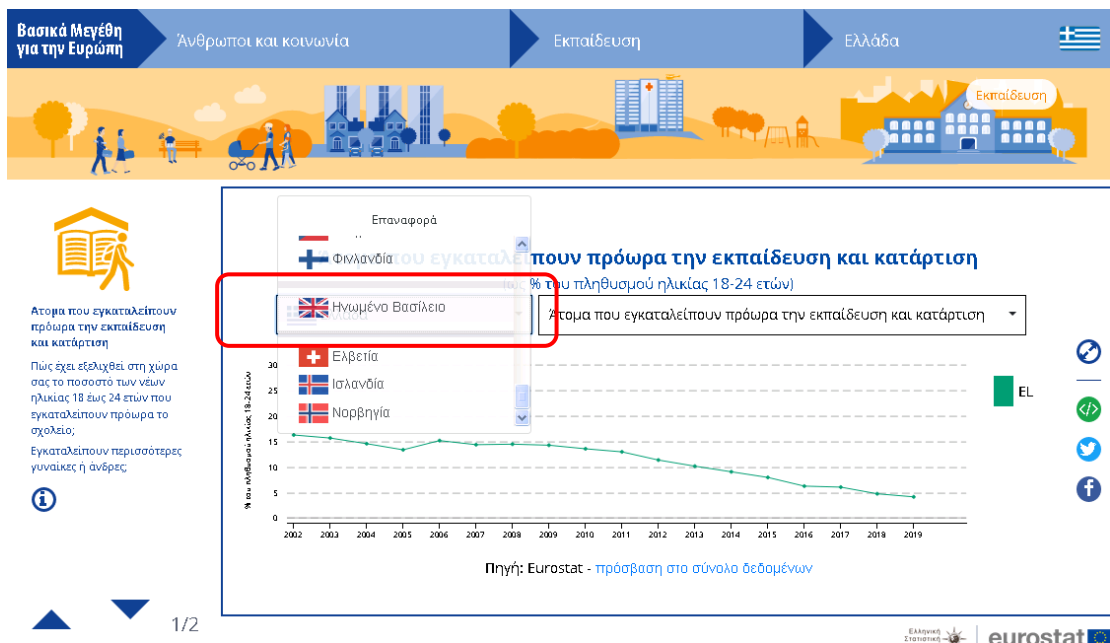 Βασικά Μεγέθη
για την Ευρώπη
Άνθρωποι και κοινωνία
Εκπαίδευση
Ελλάδα
Εκπαίδευση
Άτομα που εγκαταλείπουν
πρόωρα την εκπαίδευση
και κατάρτιση
Πώς έχει εξελιχθεί στη χώρα
σας το ποσοστό των νέων
ηλικίας 18 έως 24 ετών που
εγκαταλείπουν πρόωρα το
σχολείο;
Εγκαταλείπουν περισσότερες
γυναίκες ή άνδρες;
1/2
Επαναφορά
Φινλανδία
Ηνωμένο Βασίλειο
Ελβετία
Ισλανδία
Νορβηγία
που εγκαταλείπουν πρόωρα την εκπαίδευση και κατάρτιση
% του πληθυσμού ηλικίας 18-24 ετών)
Άτομα που εγκαταλείπουν πρόωρα την εκπαίδευση και κατάρτιση
% του πληθυσμού ηλικίας 18-24 ετών
30
25
20
15
10
5
0
2002 2003 2004 2005 2006 2007 2008 2009 2010 2011 2012 2013 2014 2015 2016 2017 2018 2019
EL
Πηγή: Eurostat - πρόσβαση στο σύνολο δεδομένων
Ελληνική
Στατιστική
eurostat